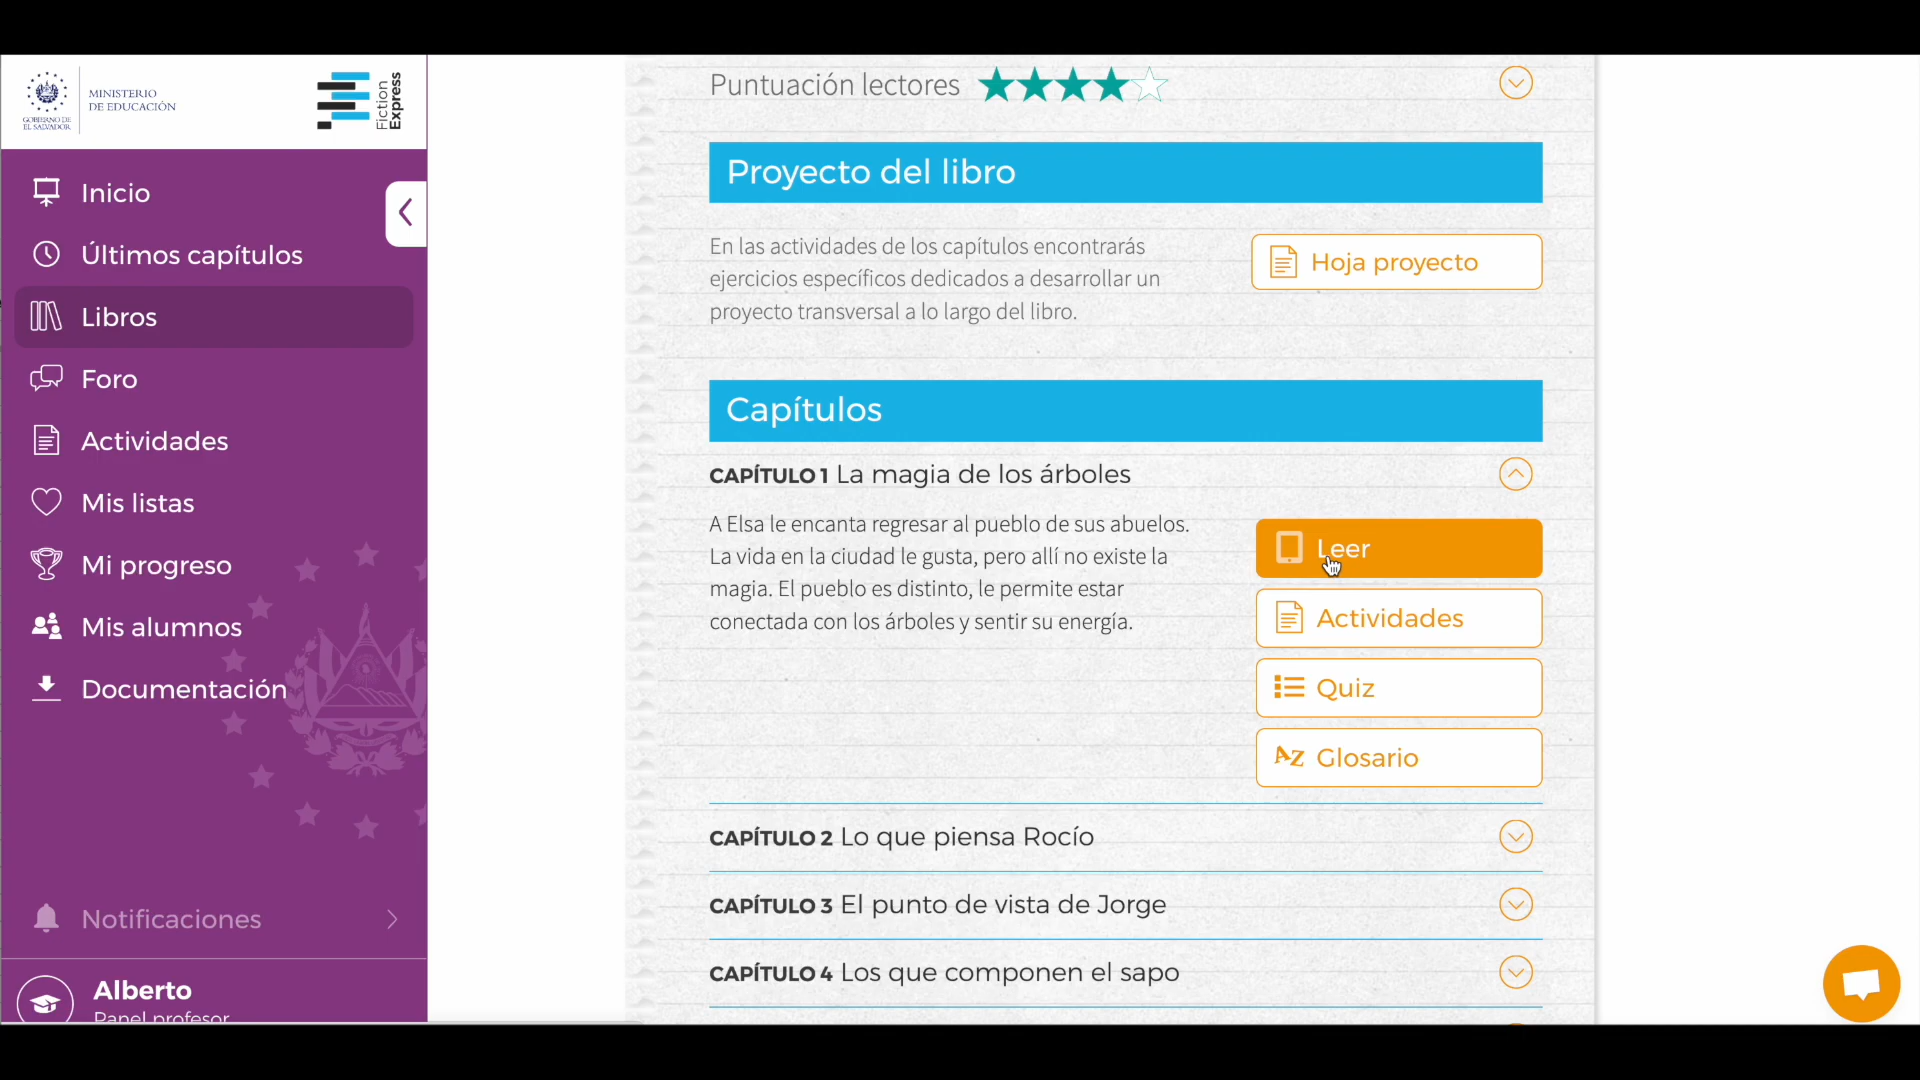 GOBIERNO DE
EL SALVADOR
MINISTERIO
DE EDUCACIÓN
Fiction
Express
Inicio
Últimos capítulos
Libros
Foro
Actividades
Mis listas
Mi progreso
Mis alumnos
Documentación
Notificaciones
Alberto
Panel profesor
Puntuación lectores
Proyecto del libro
En las actividades de los capítulos encontrarás
ejercicios específicos dedicados a desarrollar un
proyecto transversal a lo largo del libro.
Hoja proyecto
Capítulos
CAPÍTULO 1 La magia de los árboles
A Elsa le encanta regresar al pueblo de sus abuelos.
La vida en la ciudad le gusta, pero allí no existe la
magia. El pueblo es distinto, le permite estar
conectada con los árboles y sentir su energía.
Leer
Actividades
Quiz
AZ Glosario
CAPÍTULO 2 Lo que piensa Rocío
CAPÍTULO 3 El punto de vista de Jorge
CAPÍTULO 4 Los que componen el sapo